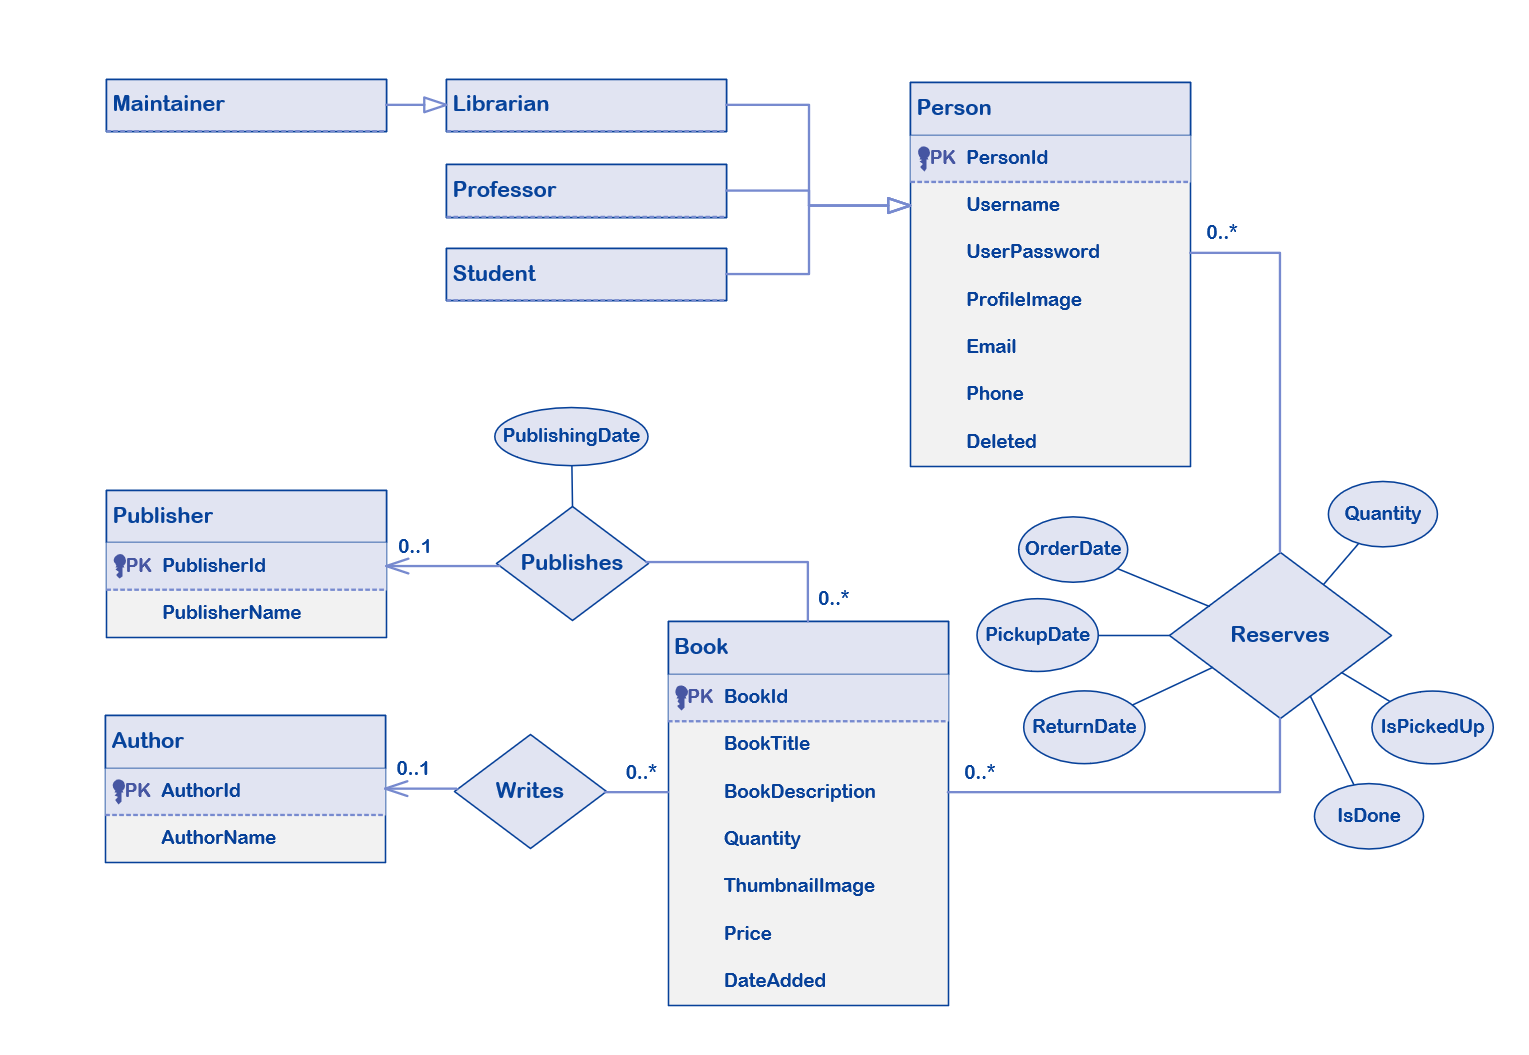 Maintainer
Librarian
Professor
Student
Person
PK PersonId
Username
UserPassword
ProfileImage
Email
Phone
Deleted
0..*
PublishingDate
Publisher
PK PublisherId
PublisherName
0..1
Publishes
0..*
OrderDate
Quantity
PickupDate
Reserves
ReturnDate
IsPickedUp
IsDone
Author
PK AuthorId
AuthorName
0..1
Writes
0..*
Book
PK BookId
BookTitle
BookDescription
Quantity
ThumbnailImage
Price
DateAdded
0..*